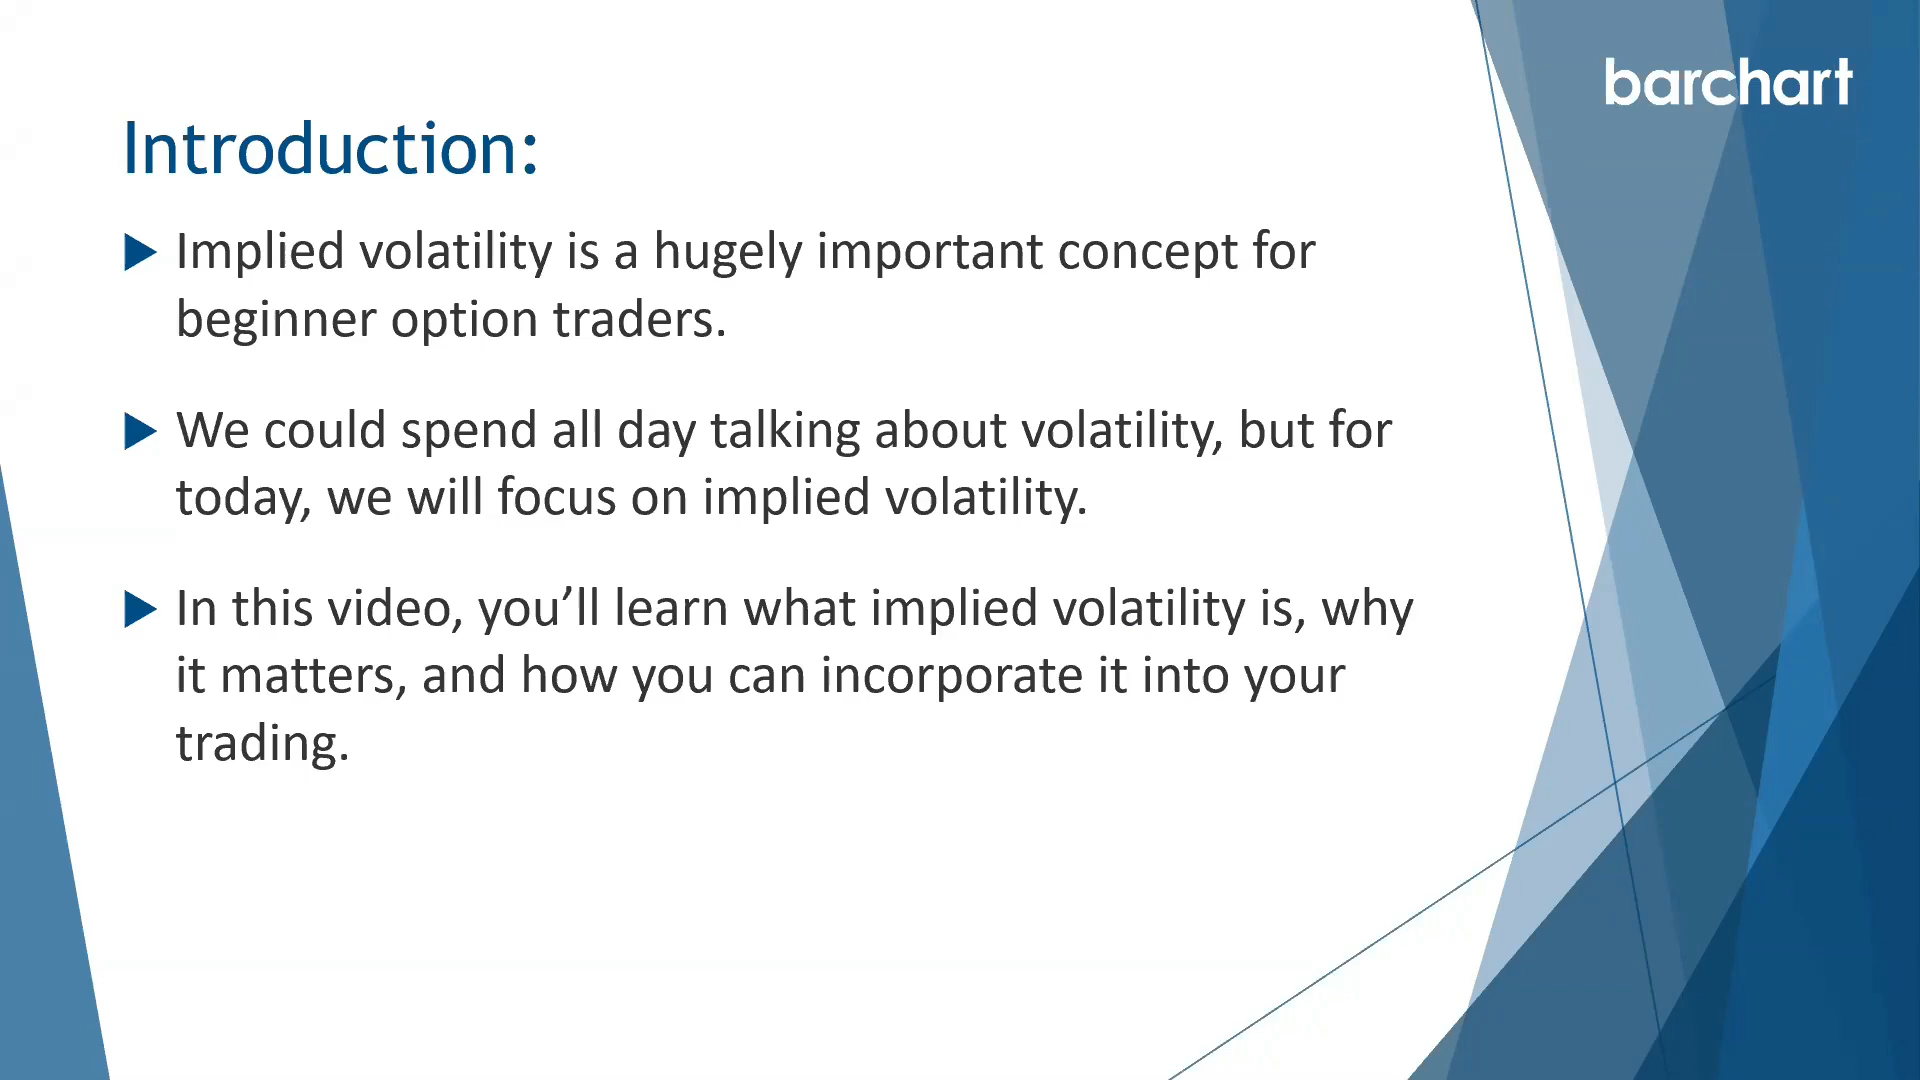 barchart
Introduction:
Implied volatility is a hugely important concept for
beginner option traders.
We could spend all day talking about volatility, but for
today, we will focus on implied volatility.
In this video, you’ll learn what implied volatility is, why
it matters, and how you can incorporate it into your
trading.